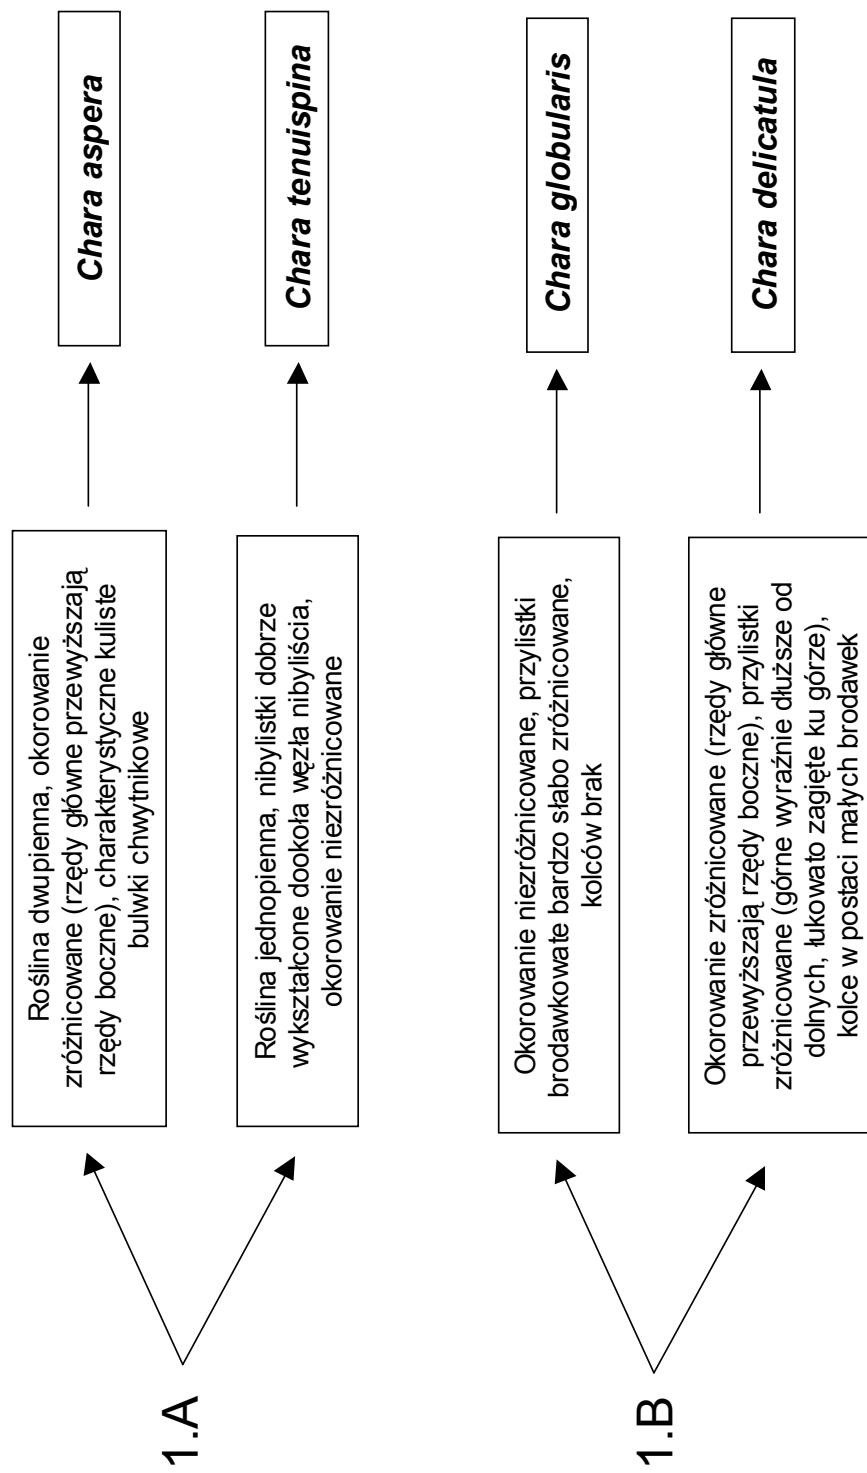 1.A
Roślina dwupienna, okorowanie
zróżnicowane (rzędy główne przewyższają
rzędy boczne), charakterystyczne kuliste
bulwki chwytnikowe
Chara aspera
Roślina jednopienna, nibylistki dobrze
wykształcone dookoła węzła nibyliścia,
okorowanie niezróżnicowane
Chara tenuispina
1.B
Okorowanie niezróżnicowane, przylistki
brodawkowate bardzo słabo zróżnicowane,
kolców brak
Chara globularis
Okorowanie zróżnicowane (rzędy główne
przewyższają rzędy boczne), przylistki
zróżnicowane (górne wyraźnie dłuższe od
dolnych, łukowato zagięte ku górze),
kolce w postaci małych brodawek
Chara delicatula